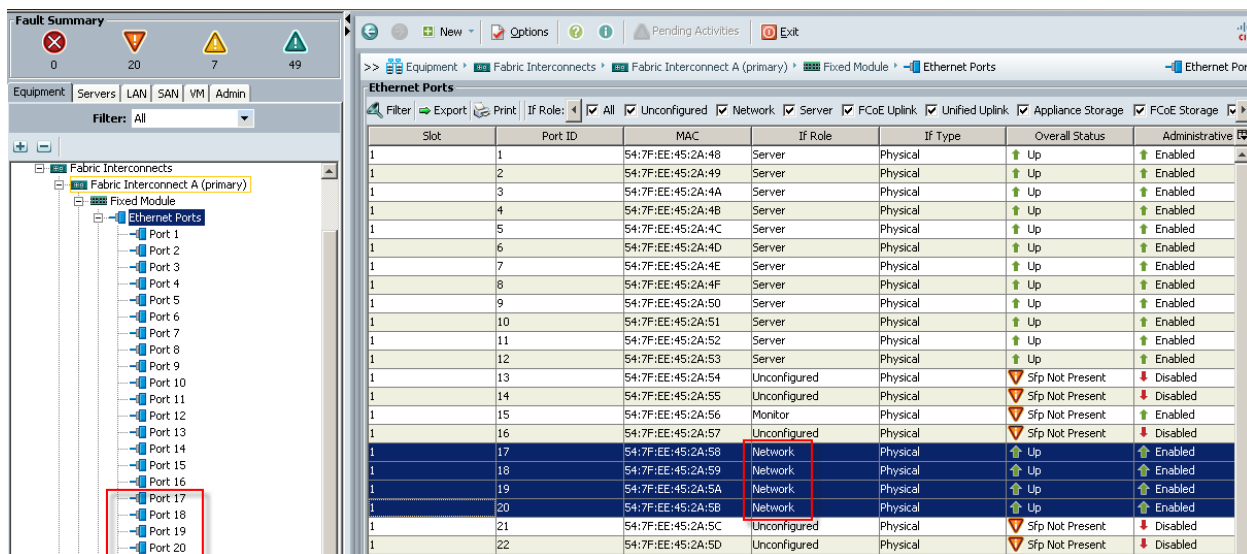 Fault Summary
0 20 7 49
Equipment Servers LAN SAN VM Admin
Filter: All
Fabric Interconnects
Fabric Interconnect A (primary)
Fixed Module
Ethernet Ports
Port 1
Port 2
Port 3
Port 4
Port 5
Port 6
Port 7
Port 8
Port 9
Port 10
Port 11
Port 12
Port 13
Port 14
Port 15
Port 16
Port 17
Port 18
Port 19
Port 20
New Options Pending Activities Exit
>> Equipment Fabric Interconnects Fabric Interconnect A (primary) Fixed Module Ethernet Ports Ethernet Por
Ethernet Ports
Filter Export Print If Role: All Unconfigured Network Server FCoE Uplink Unified Uplink Appliance Storage FCoE Storage
Slot Port ID MAC If Role If Type Overall Status Administrative
1 1 54:7F:EE:45:2A:48 Server Physical Up Enabled
1 2 54:7F:EE:45:2A:49 Server Physical Up Enabled
1 3 54:7F:EE:45:2A:4A Server Physical Up Enabled
1 4 54:7F:EE:45:2A:4B Server Physical Up Enabled
1 5 54:7F:EE:45:2A:4C Server Physical Up Enabled
1 6 54:7F:EE:45:2A:4D Server Physical Up Enabled
1 7 54:7F:EE:45:2A:4E Server Physical Up Enabled
1 8 54:7F:EE:45:2A:4F Server Physical Up Enabled
1 9 54:7F:EE:45:2A:50 Server Physical Up Enabled
1 10 54:7F:EE:45:2A:51 Server Physical Up Enabled
1 11 54:7F:EE:45:2A:52 Server Physical Up Enabled
1 12 54:7F:EE:45:2A:53 Server Physical Up Enabled
1 13 54:7F:EE:45:2A:54 Unconfigured Physical Sfp Not Present Disabled
1 14 54:7F:EE:45:2A:55 Unconfigured Physical Sfp Not Present Disabled
1 15 54:7F:EE:45:2A:56 Monitor Physical Sfp Not Present Enabled
1 16 54:7F:EE:45:2A:57 Unconfigured Physical Sfp Not Present Disabled
1 17 54:7F:EE:45:2A:58 Network Physical Up Enabled
1 18 54:7F:EE:45:2A:59 Network Physical Up Enabled
1 19 54:7F:EE:45:2A:5A Network Physical Up Enabled
1 20 54:7F:EE:45:2A:5B Network Physical Up Enabled
1 21 54:7F:EE:45:2A:5C Unconfigured Physical Sfp Not Present Disabled
1 22 54:7F:EE:45:2A:5D Unconfigured Physical Sfp Not Present Disabled